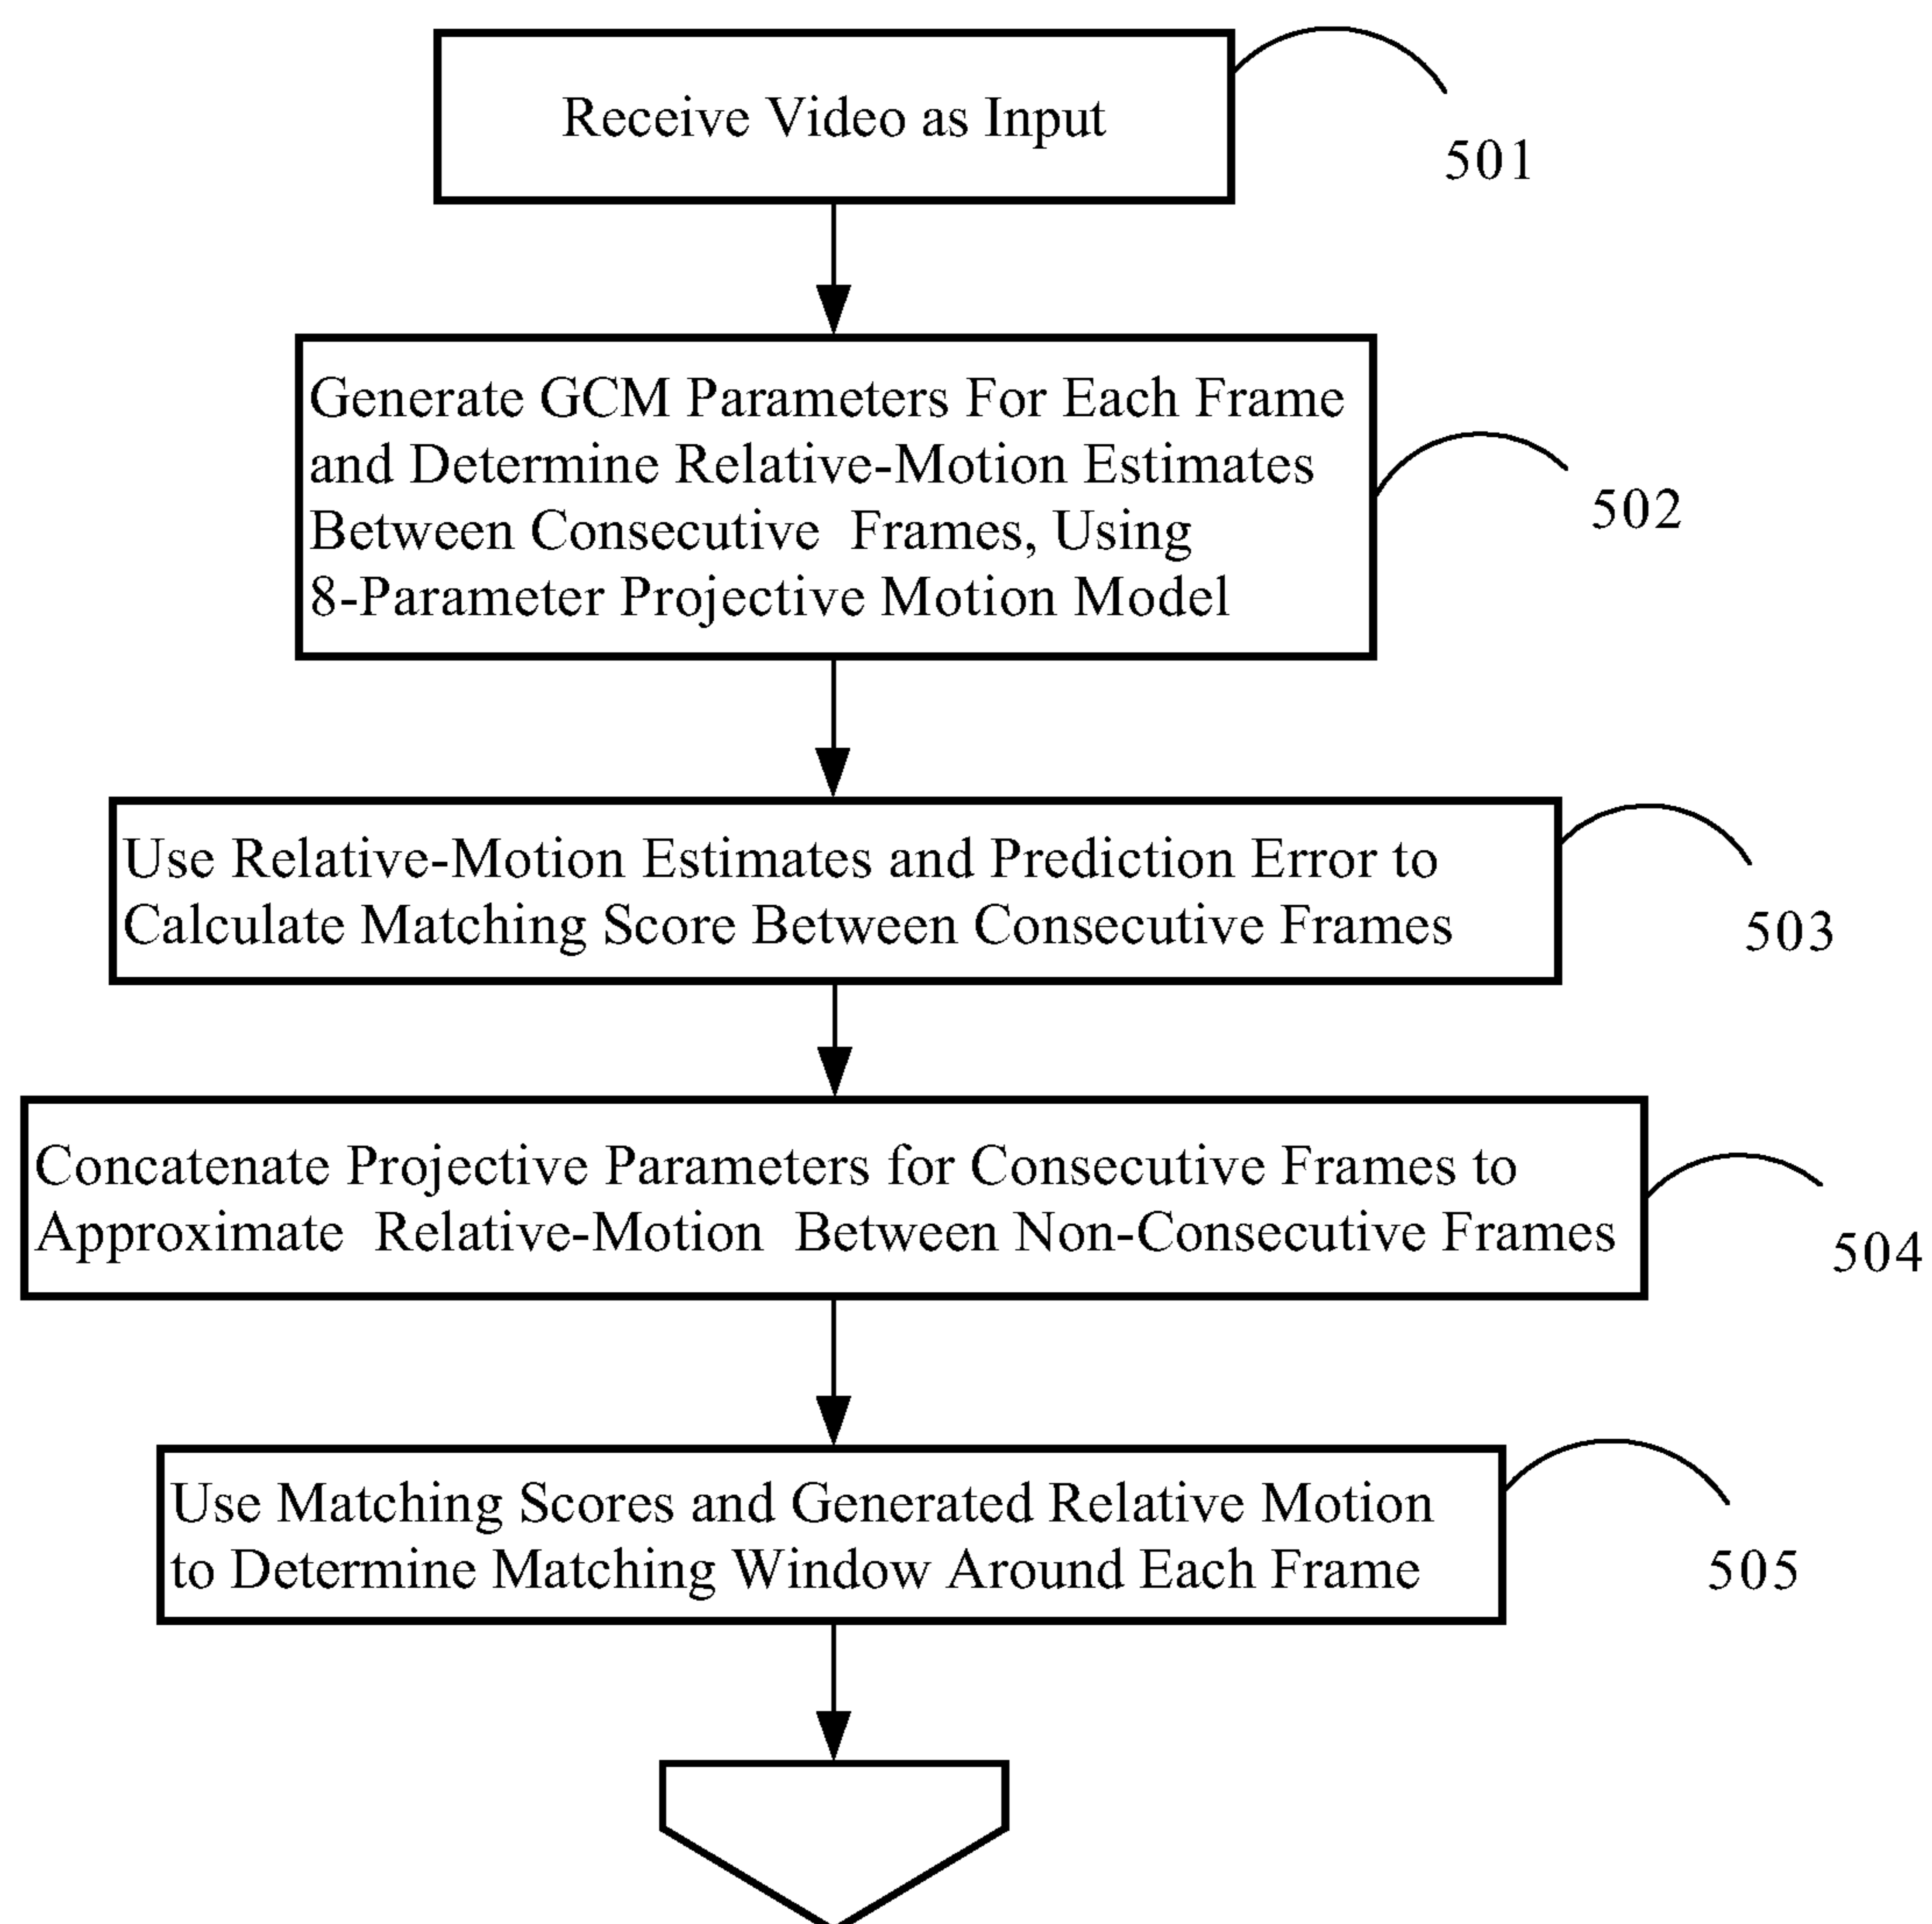 Receive Video as Input
501
Generate GCM Parameters For Each Frame
and Determine Relative-Motion Estimates
Between Consecutive Frames, Using
8-Parameter Projective Motion Model
502
Use Relative-Motion Estimates and Prediction Error to
Calculate Matching Score Between Consecutive Frames
503
Concatenate Projective Parameters for Consecutive Frames to
Approximate Relative-Motion Between Non-Consecutive Frames
504
Use Matching Scores and Generated Relative Motion
to Determine Matching Window Around Each Frame
505